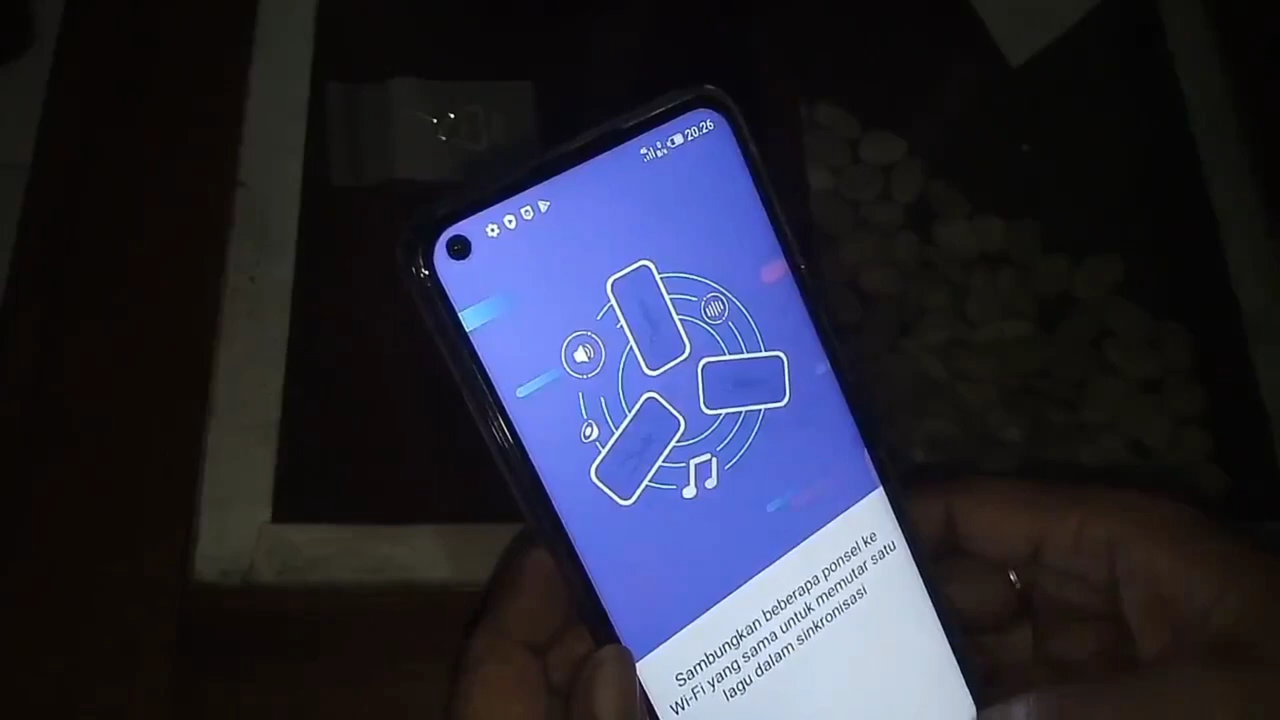 20.26
Sambungkan beberapa ponsel ke
Wi-Fi yang sama untuk memutar satu
lagu dalam sinkronisasi